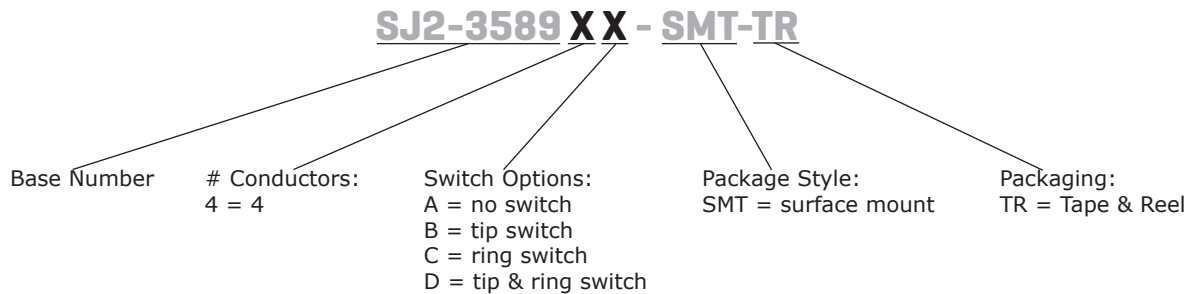 SJ2-3589 X X - SMT-TR
Base Number
# Conductors:
4 = 4
Switch Options:
A = no switch
B = tip switch
C = ring switch
D = tip & ring switch
Package Style:
SMT = surface mount
Packaging:
TR = Tape & Reel